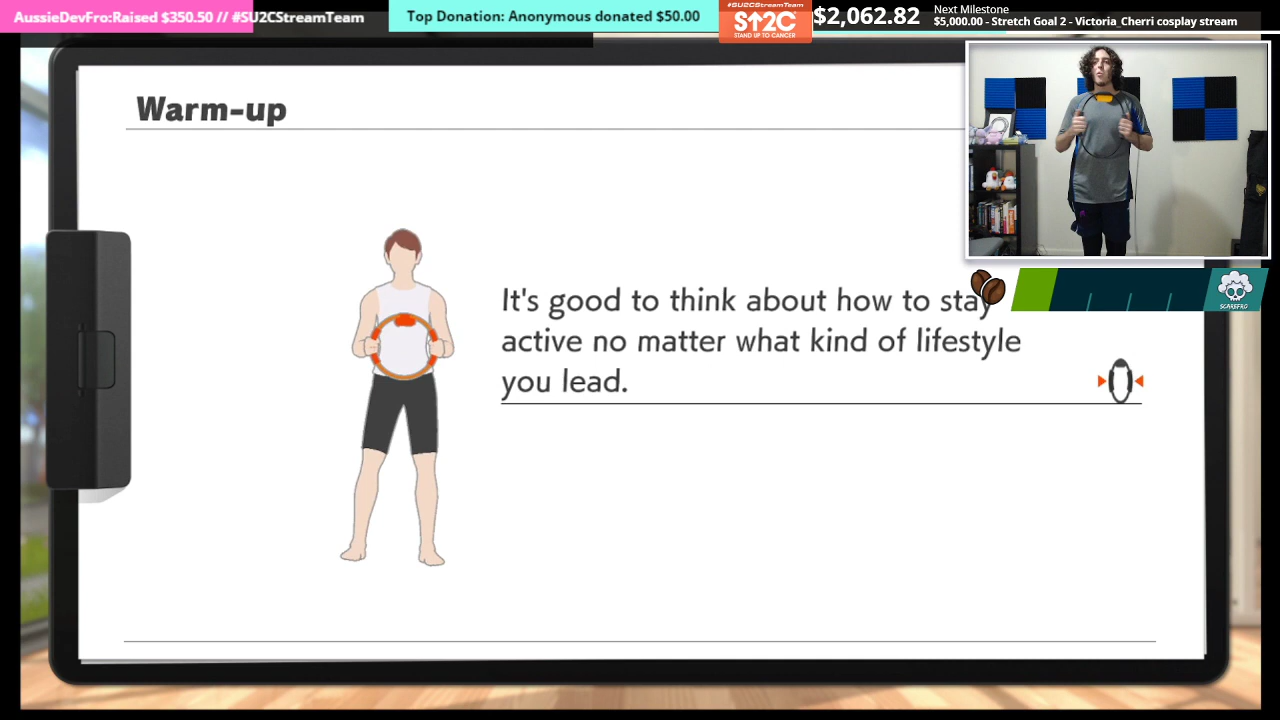 AussieDevFro:Raised $350.50 // #SU2CStreamTeam
Top Donation: Anonymous donated $50.00
#SU2CStreamTeam
SU2C
STAND UP TO CANCER
$2,062.82
Next Milestone
$5,000.00 - Stretch Goal 2 - Victoria_Cherri cosplay stream
Warm-up
It's good to think about how to stay
active no matter what kind of lifestyle
you lead.
SCARBFRO